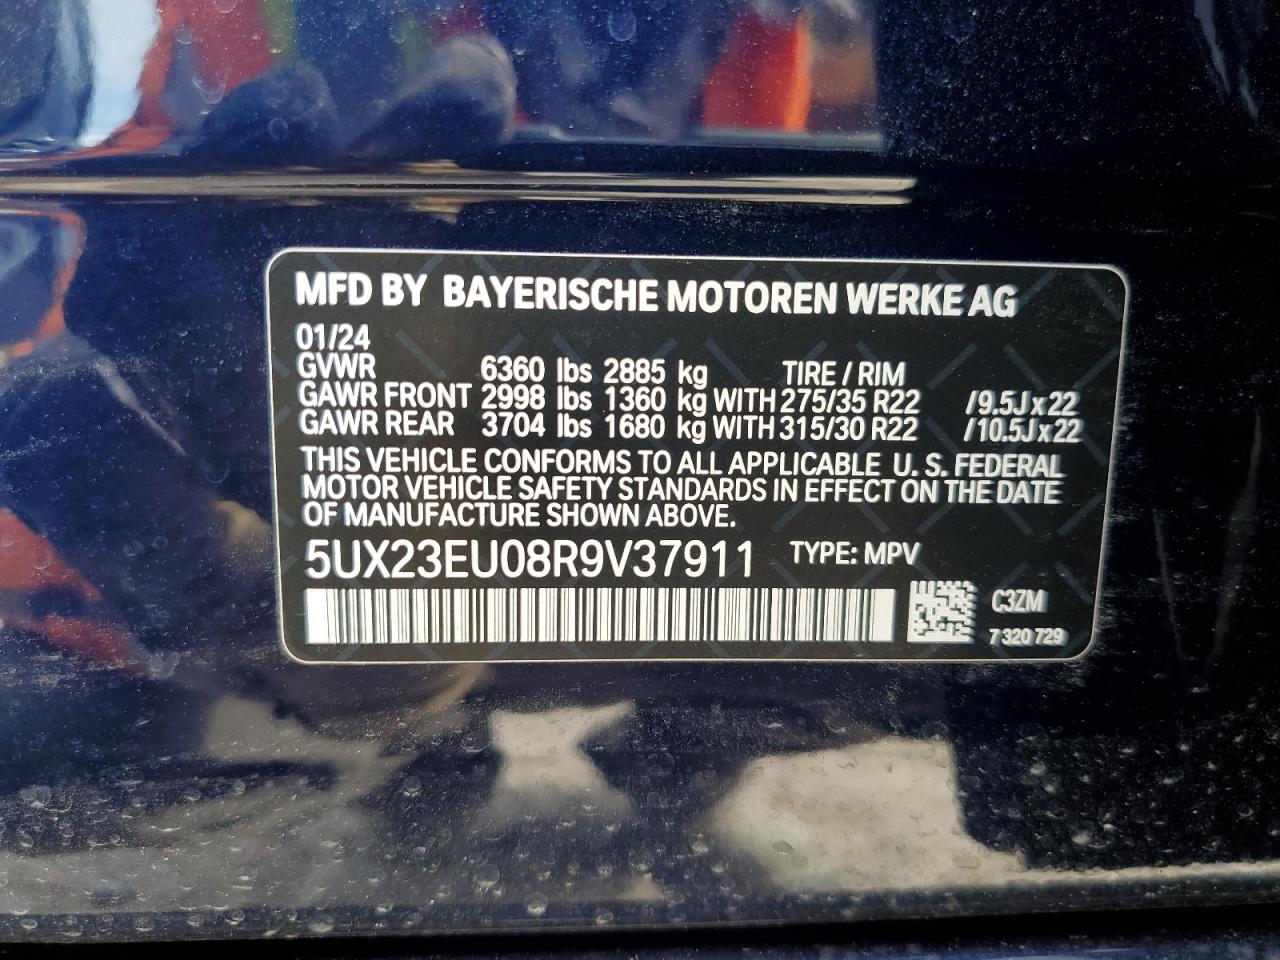 MFD BY BAYERISCHE MOTOREN WERKE AG
01/24
GVWR 6360 lbs 2885 kg TIRE / RIM
GAWR FRONT 2998 lbs 1360 kg WITH 275/35 R22 /9.5J x 22
GAWR REAR 3704 lbs 1680 kg WITH 315/30 R22 /10.5J x 22
THIS VEHICLE CONFORMS TO ALL APPLICABLE U. S. FEDERAL
MOTOR VEHICLE SAFETY STANDARDS IN EFFECT ON THE DATE
OF MANUFACTURE SHOWN ABOVE.
5UX23EU08R9V37911 TYPE: MPV
C3ZM
7 320 729